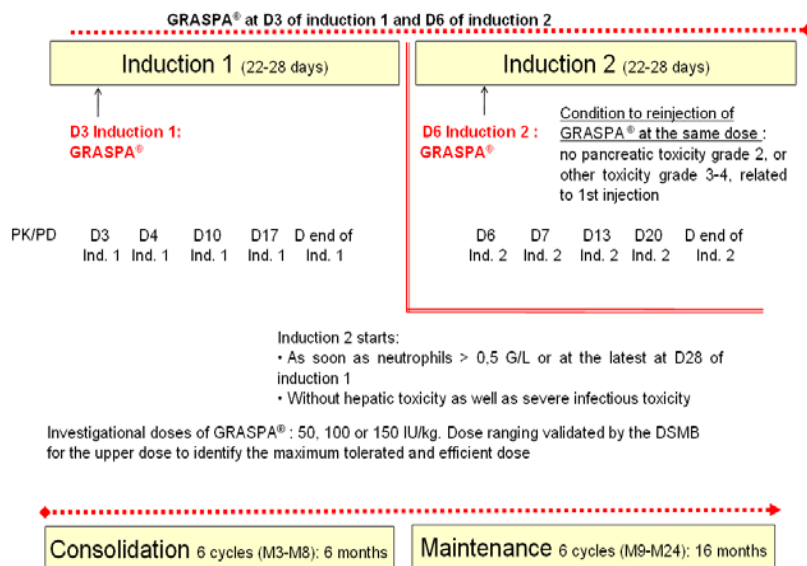 GRASPA® at D3 of induction 1 and D6 of induction 2
Induction 1 (22-28 days)
Induction 2 (22-28 days)
D3 Induction 1:
GRASPA®
D6 Induction 2 :
GRASPA®
Condition to reinjection of
GRASPA® at the same dose :
no pancreatic toxicity grade 2, or
other toxicity grade 3-4, related
to 1st injection
PK/PD D3 D4 D10 D17 D end of
Ind. 1 Ind. 1 Ind. 1 Ind. 1 Ind. 1
D6 D7 D13 D20 D end of
Ind. 2 Ind. 2 Ind. 2 Ind. 2 Ind. 2
Induction 2 starts:
• As soon as neutrophils > 0,5 G/L or at the latest at D28 of
induction 1
• Without hepatic toxicity as well as severe infectious toxicity
Investigational doses of GRASPA® : 50, 100 or 150 IU/kg. Dose ranging validated by the DSMB
for the upper dose to identify the maximum tolerated and efficient dose
Consolidation 6 cycles (M3-M8): 6 months
Maintenance 6 cycles (M9-M24): 16 months